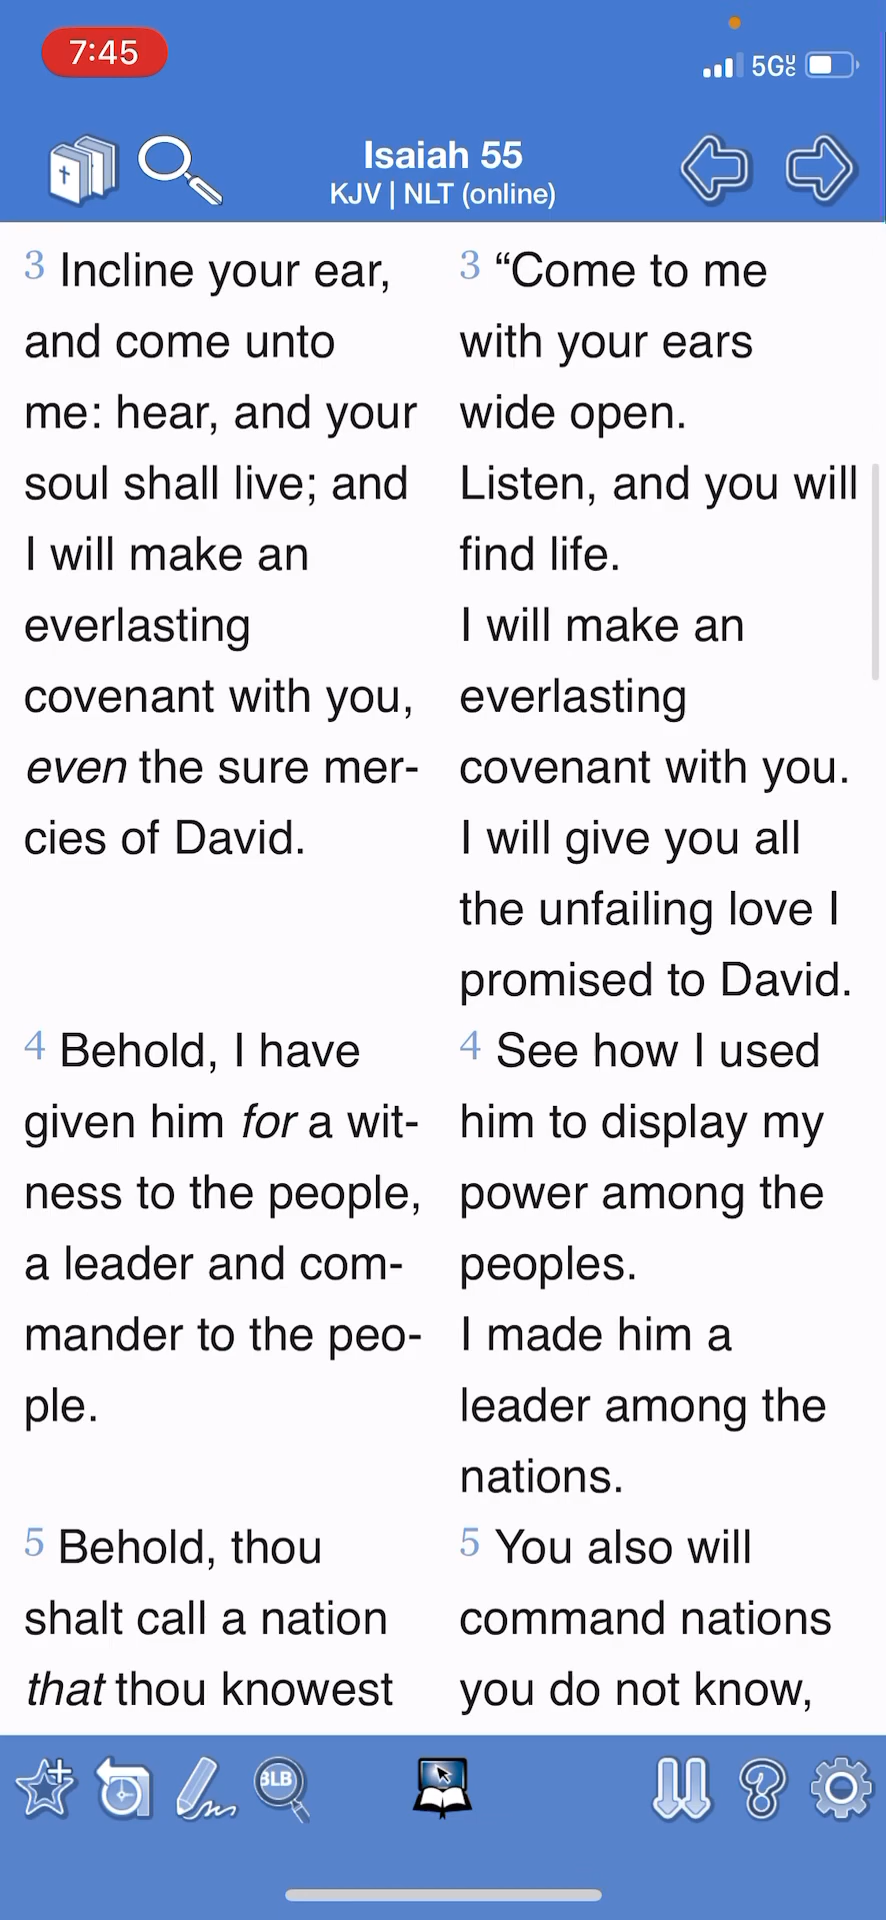 7:45
5GUC
Isaiah 55
KJV | NLT (online)
3 Incline your ear,
and come unto
me: hear, and your
soul shall live; and
I will make an
everlasting
covenant with you,
even the sure mer-
cies of David.
4 Behold, I have
given him for a wit-
ness to the people,
a leader and com-
mander to the peo-
ple.
5 Behold, thou
shalt call a nation
that thou knowest
3 “Come to me
with your ears
wide open.
Listen, and you will
find life.
I will make an
everlasting
covenant with you.
I will give you all
the unfailing love I
promised to David.
4 See how I used
him to display my
power among the
peoples.
I made him a
leader among the
nations.
5 You also will
command nations
you do not know,
BLB